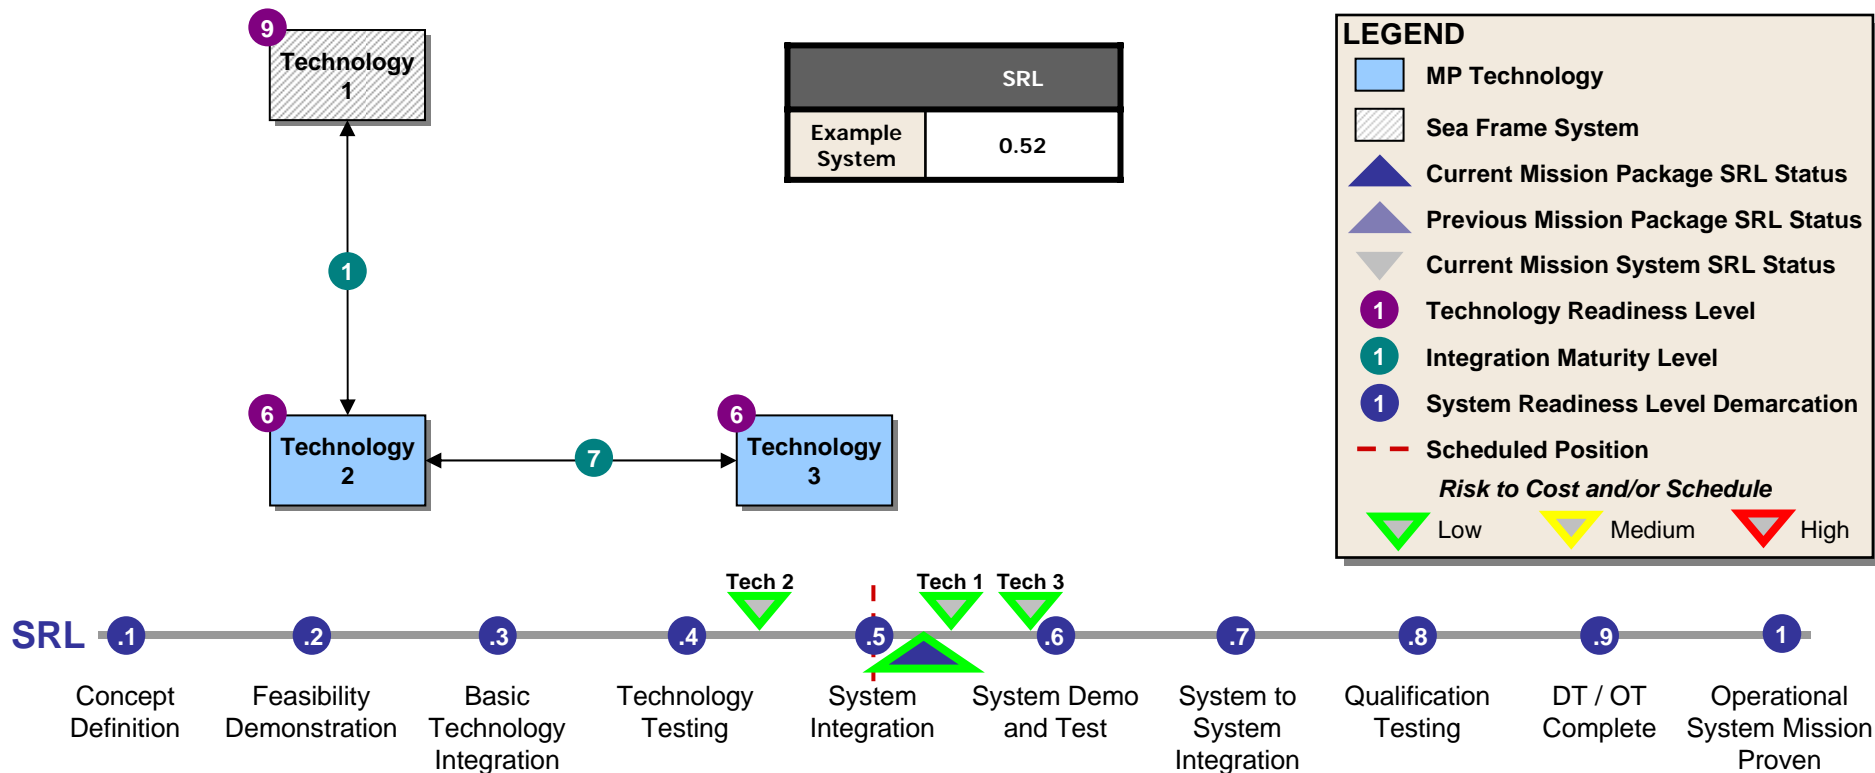 9
Technology
1
1
6
Technology
2
7
6
Technology
3
SRL
Example
System
0.52
LEGEND
MP Technology
Sea Frame System
Current Mission Package SRL Status
Previous Mission Package SRL Status
Current Mission System SRL Status
1 Technology Readiness Level
1 Integration Maturity Level
1 System Readiness Level Demarcation
Scheduled Position
Risk to Cost and/or Schedule
Low Medium High
Tech 2 Tech 1 Tech 3
SRL .1 .2 .3 .4 .5 .6 .7 .8 .9 1
Concept
Definition
Feasibility
Demonstration
Basic
Technology
Integration
Technology
Testing
System
Integration
System Demo
and Test
System to
System
Integration
Qualification
Testing
DT / OT
Complete
Operational
System Mission
Proven